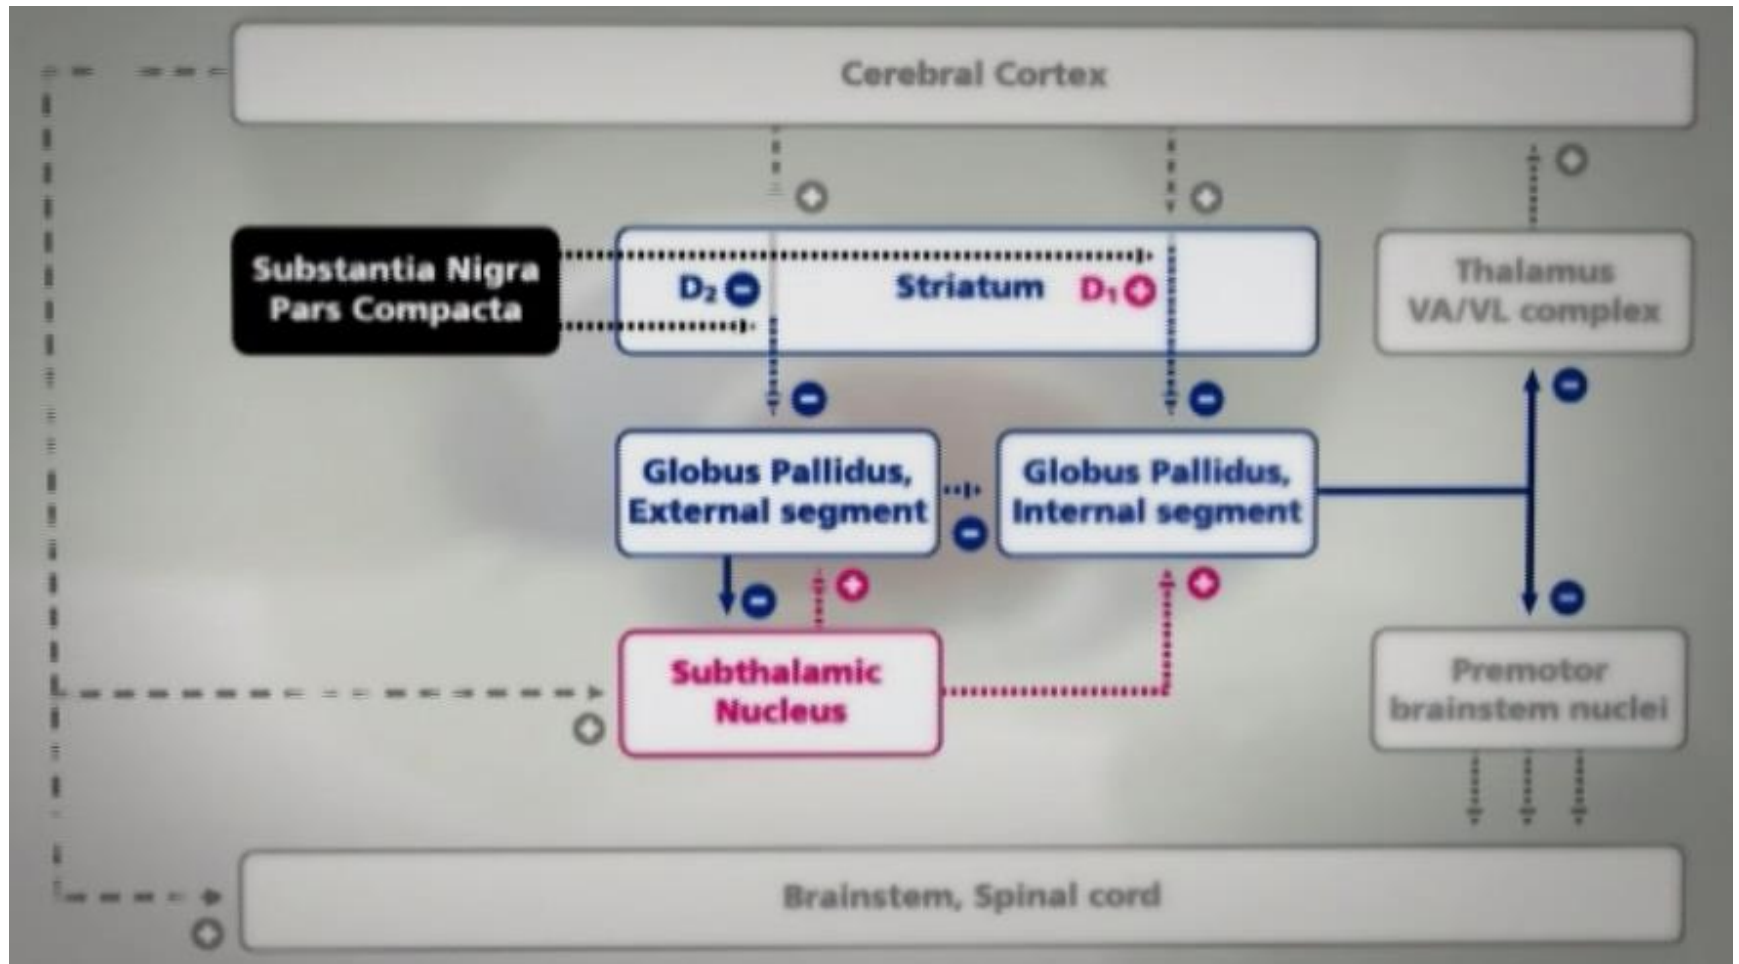 Cerebral Cortex
Substantia Nigra
Pars Compacta
D₂
Striatum
D₁
Thalamus
VA/VL complex
Globus Pallidus,
External segment
Globus Pallidus,
Internal segment
Subthalamic
Nucleus
Premotor
brainstem nuclei
Brainstem, Spinal cord